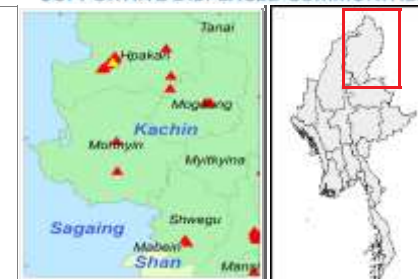 Tanai
Hpakan
Mogaung
Kachin
Mohnyin
Myitkyina
Shwegu
Sagaing
Mabein
Shan